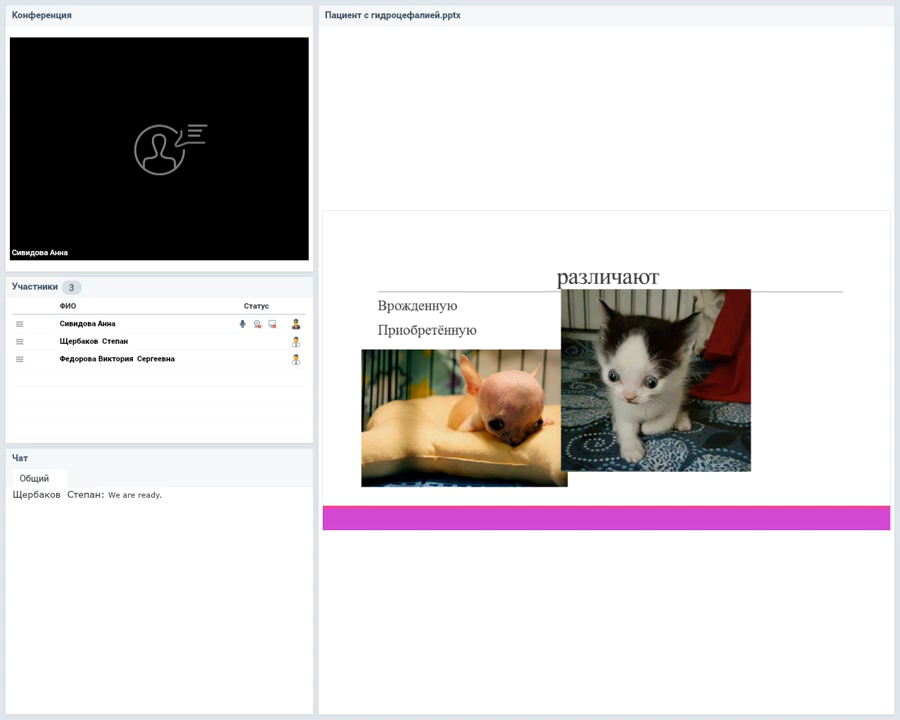 Конференция
Сивидова Анна
Участники 3
ФИО Статус
Сивидова Анна
Щербаков Степан
Федорова Виктория Сергеевна
Чат
Общий
Щербаков Степан: We are ready.
Пациент с гидроцефалией.pptx
различают
Врожденную
Приобретённую